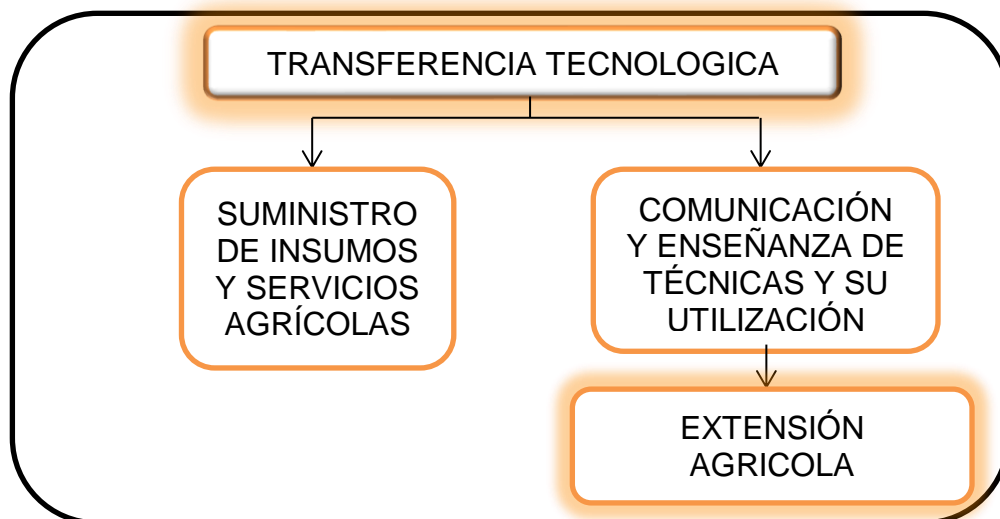 TRANSFERENCIA TECNOLOGICA
SUMINISTRO
DE INSUMOS
Y SERVICIOS
AGRÍCOLAS
COMUNICACIÓN
Y ENSEÑANZA DE
TÉCNICAS Y SU
UTILIZACIÓN
EXTENSIÓN
AGRICOLA